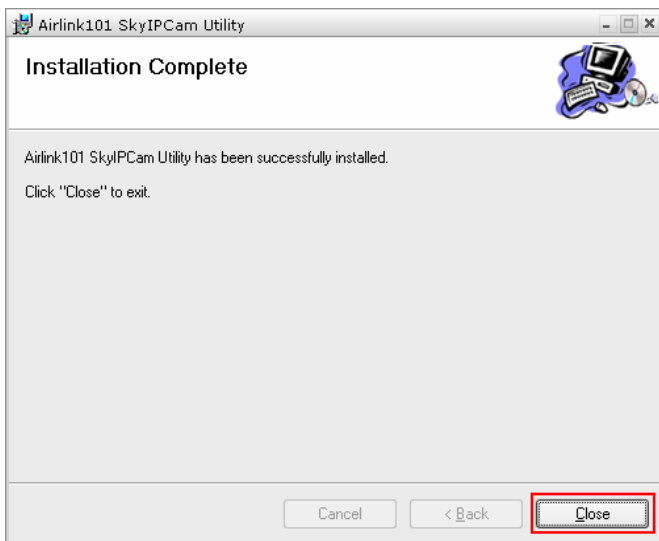 Airlink101 SkyIPCam Utility
Installation Complete
Airlink101 SkyIPCam Utility has been successfully installed.
Click "Close" to exit.
Cancel
< Back
Close